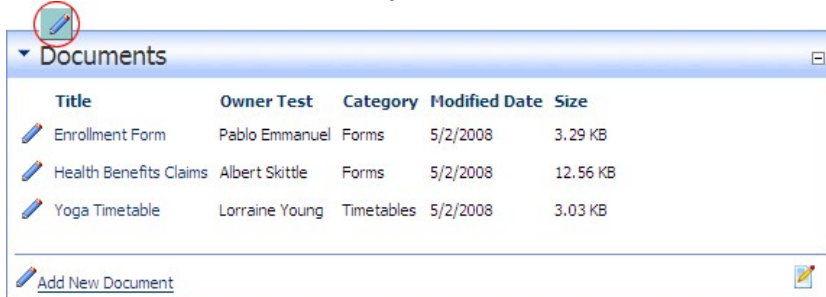 Documents
Title Owner Test Category Modified Date Size
Enrollment Form Pablo Emmanuel Forms 5/2/2008 3.29 KB
Health Benefits Claims Albert Skittle Forms 5/2/2008 12.56 KB
Yoga Timetable Lorraine Young Timetables 5/2/2008 3.03 KB
Add New Document